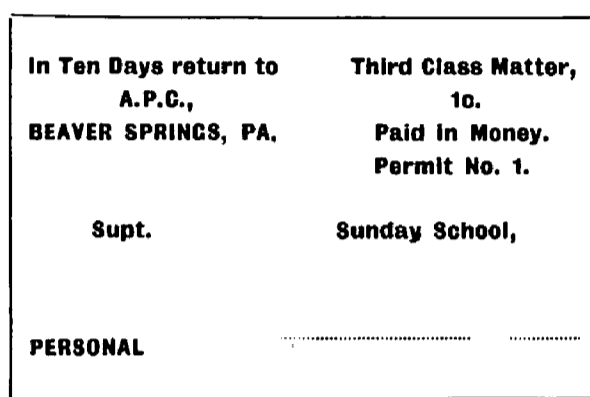 In Ten Days return to
A.P.C.,
BEAVER SPRINGS, PA.
Third Class Matter,
1c.
Paid in Money.
Permit No. 1.
Supt. Sunday School,
PERSONAL